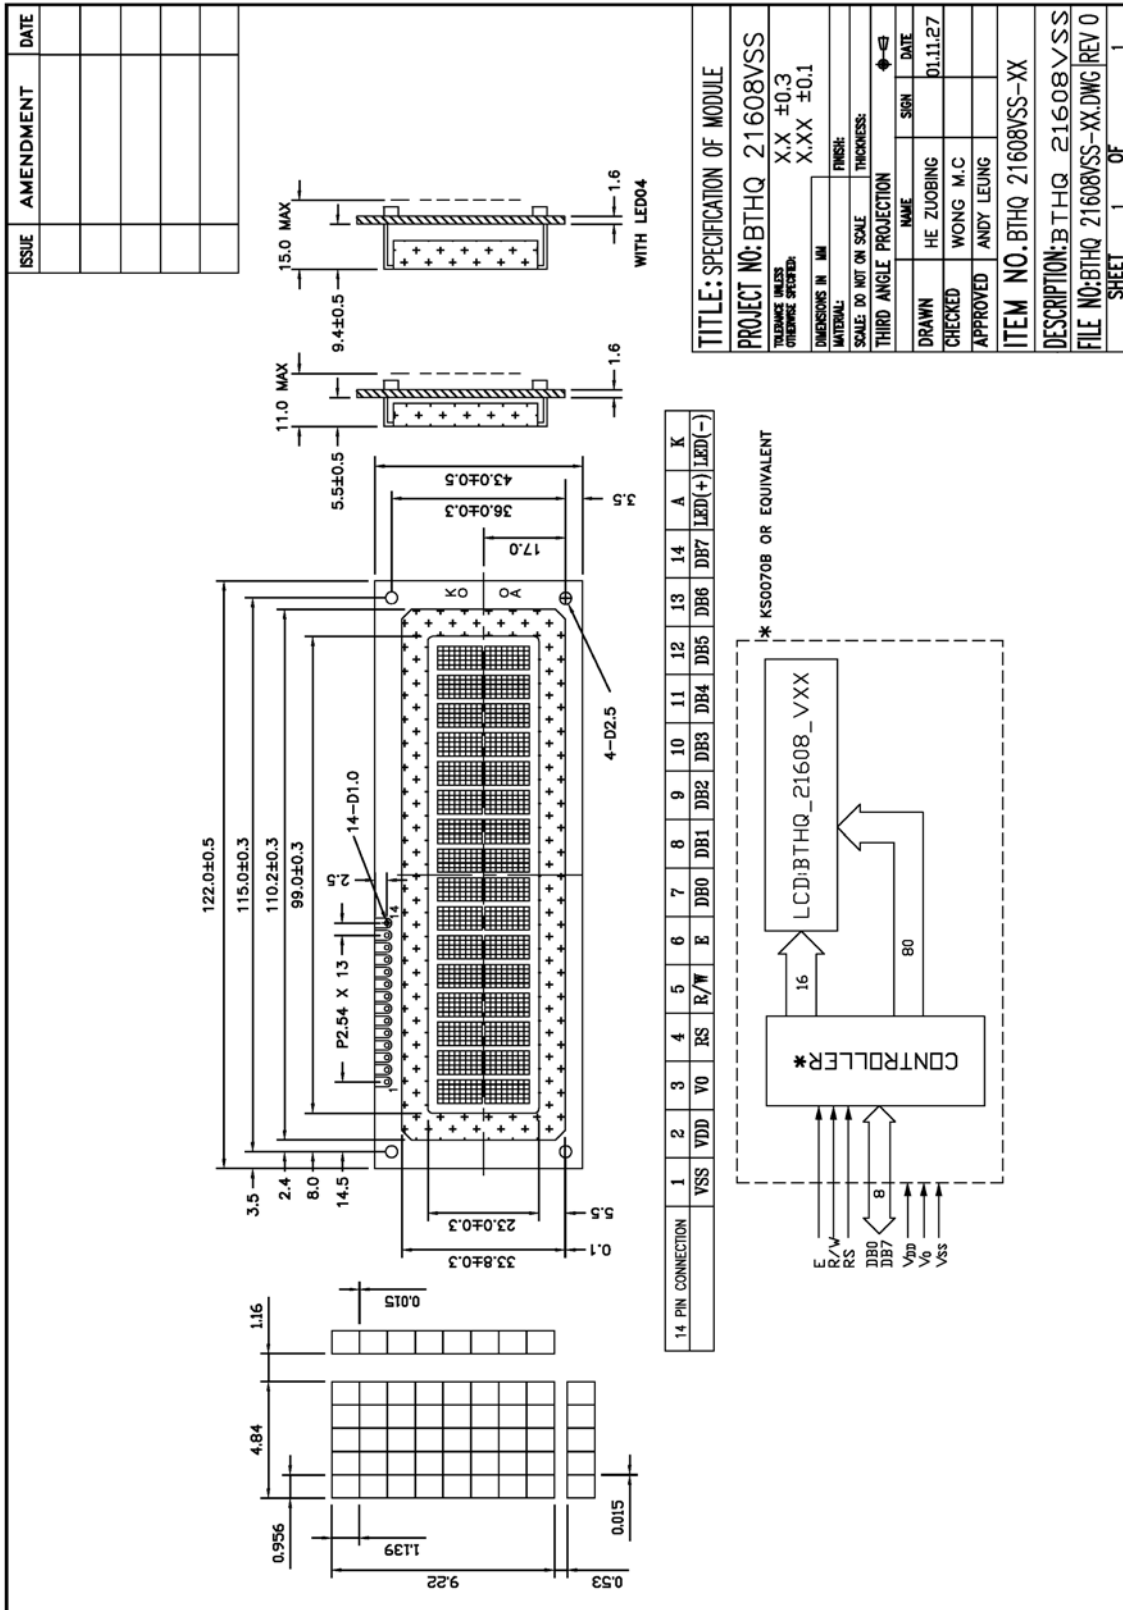 ISSUE AMENDMENT DATE
15.0 MAX
9.4±0.5
1.6
WITH LED04
11.0 MAX
5.5±0.5
1.6
122.0±0.5
115.0±0.3
110.2±0.3
99.0±0.3
3.5
2.4
8.0
14.5
P2.54 X 13
2.5
14-D1.0
1
14
K
A
43.0±0.5
36.0±0.3
17.0
3.5
4-D2.5
23.0±0.3
33.8±0.3
5.5
0.1
1.16
0.015
4.84
0.956
1.139
9.22
0.53
0.015
14 PIN CONNECTION 1 2 3 4 5 6 7 8 9 10 11 12 13 14 A K
VSS VDD V0 RS R/W E DB0 DB1 DB2 DB3 DB4 DB5 DB6 DB7 LED(+) LED(-)
* KS0070B OR EQUIVALENT
LCD:BTHQ_21608_VXX
16
80
CONTROLLER*
E
R/W
RS
DB0
DB7
8
VDD
V0
VSS
TITLE: SPECIFICATION OF MODULE
PROJECT NO: BTHQ 21608VSS
TOLERANCE UNLESS
OTHERWISE SPECIFIED:
X.X ±0.3
X.XX ±0.1
DIMENSIONS IN MM
MATERIAL: FINISH:
SCALE: DO NOT ON SCALE THICKNESS:
THIRD ANGLE PROJECTION
NAME SIGN DATE
DRAWN HE ZUOBING 01.11.27
CHECKED WONG M.C
APPROVED ANDY LEUNG
ITEM NO. BTHQ 21608VSS-XX
DESCRIPTION: BTHQ 21608VSS
FILE NO: BTHQ 21608VSS-XX.DWG REV 0
SHEET 1 OF 1